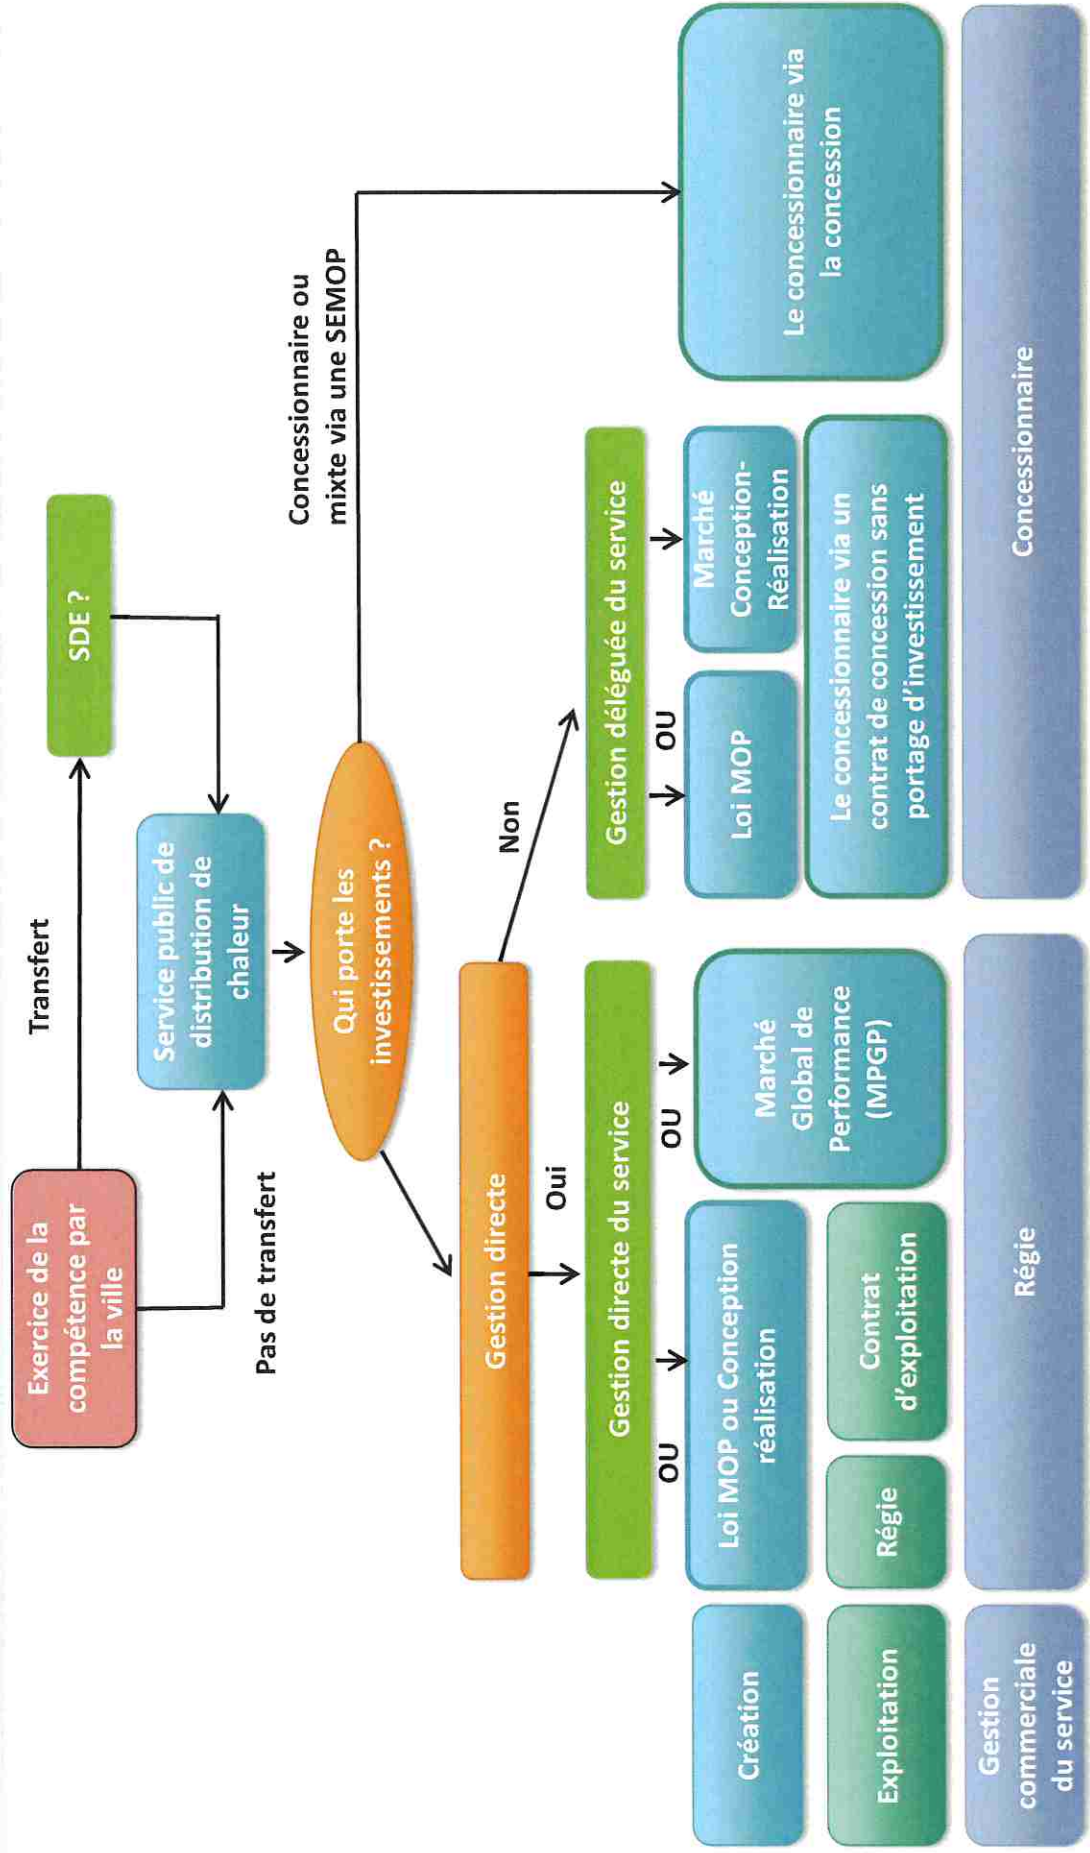 Exercice de la
compétence par
la ville
Transfert
SDE ?
Pas de transfert
Service public de
distribution de
chaleur
Qui porte les
investissements ?
Concessionnaire ou
mixte via une SEMOP
Gestion directe
Oui
Non
Gestion directe du service
Gestion déléguée du service
OU
OU
OU
Création
Loi MOP ou Conception
réalisation
Marché
Global de
Performance
(MPGP)
Loi MOP
Marché
Conception-
Réalisation
Le concessionnaire via
la concession
Exploitation
Régie
Contrat
d'exploitation
Le concessionnaire via un
contrat de concession sans
portage d'investissement
Gestion
commerciale
du service
Régie
Concessionnaire